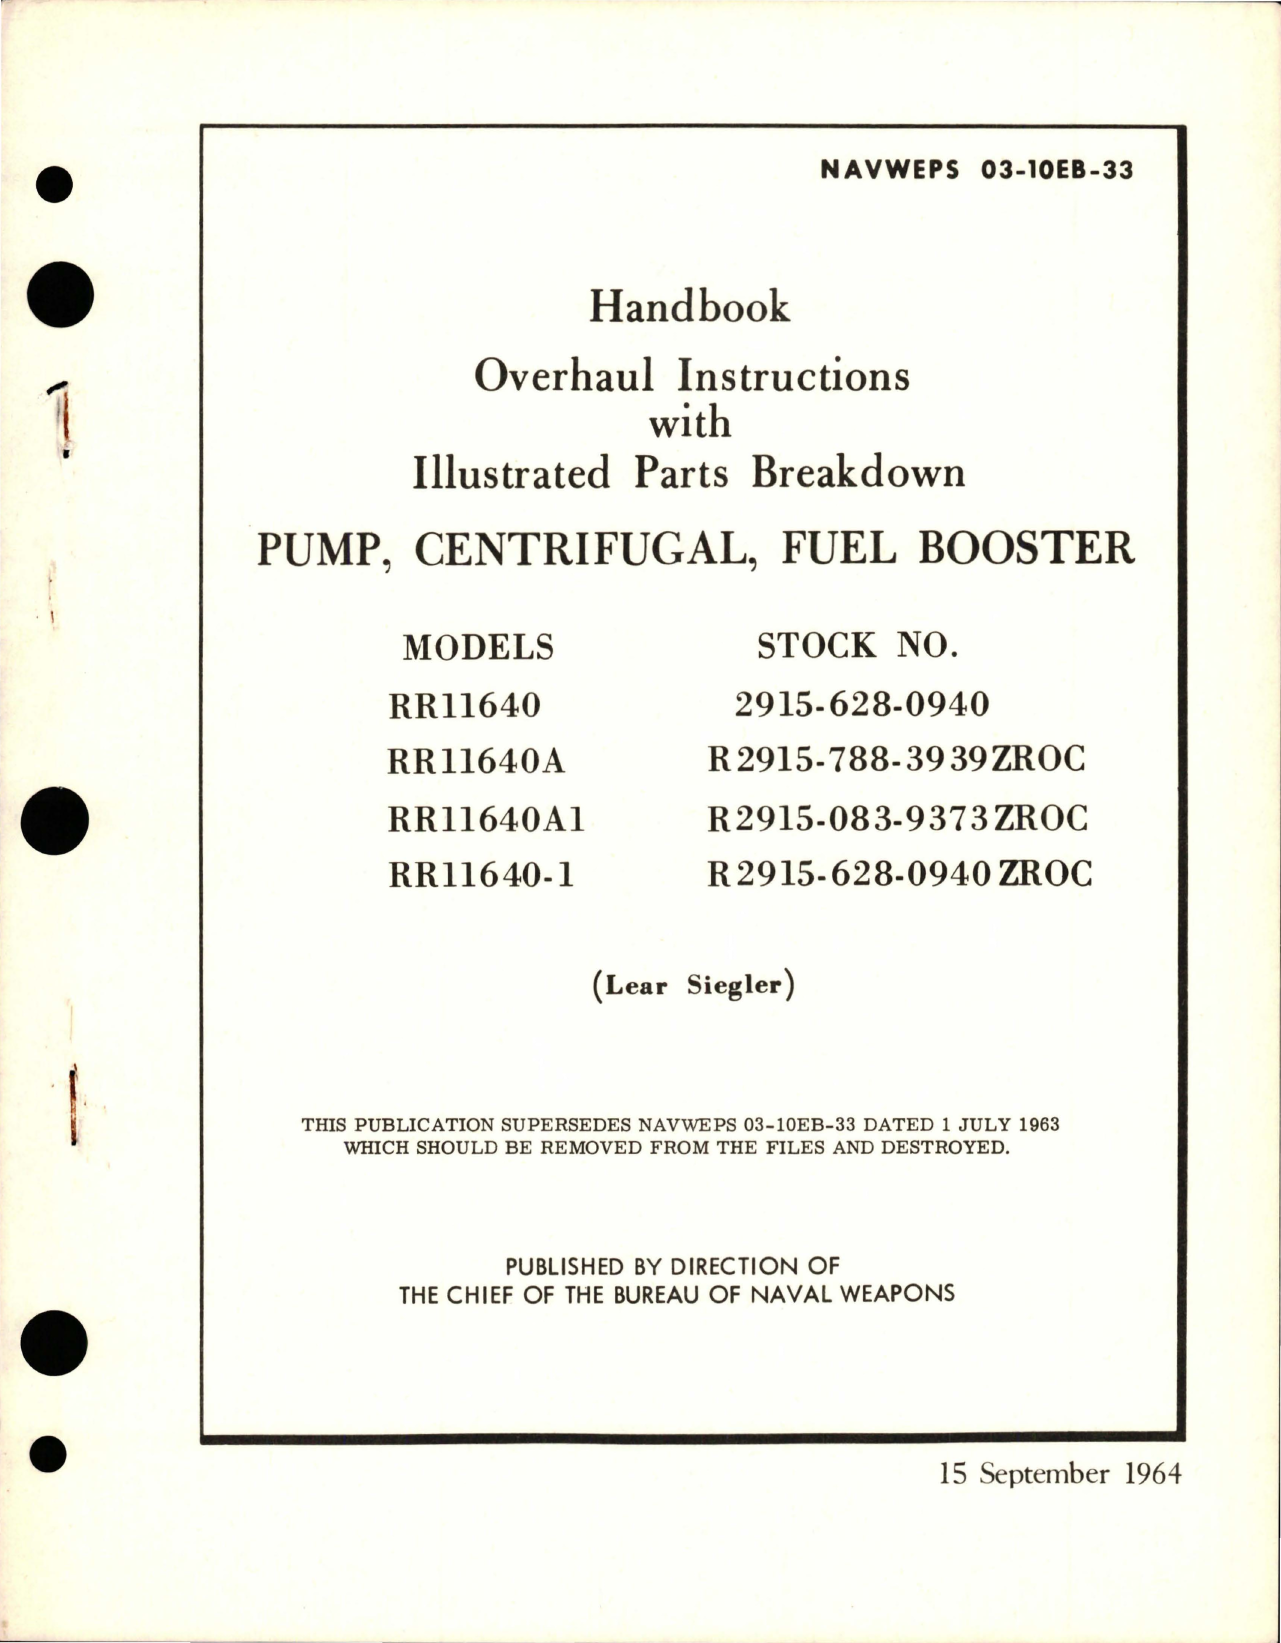 NAVWEPS 03-10EB-33
Handbook
Overhaul Instructions
with
Illustrated Parts Breakdown
PUMP, CENTRIFUGAL, FUEL BOOSTER
MODELS STOCK NO.
RR11640 2915-628-0940
RR11640A R2915-788-3939ZROC
RR11640A1 R2915-083-9373ZROC
RR11640-1 R2915-628-0940ZROC
(Lear Siegler)
THIS PUBLICATION SUPERSEDES NAVWEPS 03-10EB-33 DATED 1 JULY 1963
WHICH SHOULD BE REMOVED FROM THE FILES AND DESTROYED.
PUBLISHED BY DIRECTION OF
THE CHIEF OF THE BUREAU OF NAVAL WEAPONS
15 September 1964